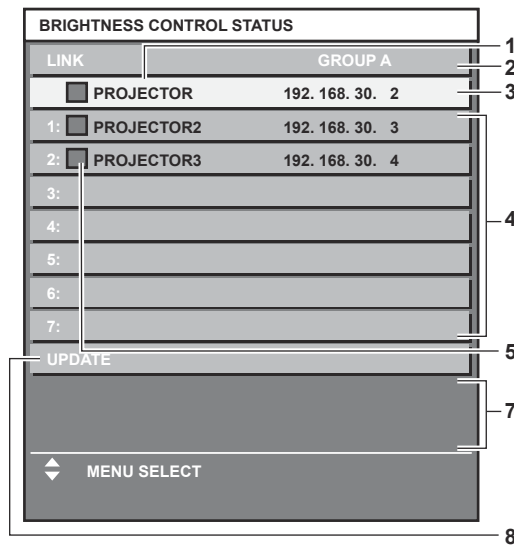 BRIGHTNESS CONTROL STATUS
1
LINK GROUP A
2
PROJECTOR 192. 168. 30. 2
3
1: PROJECTOR2 192. 168. 30. 3
2: PROJECTOR3 192. 168. 30. 4
3:
4:
4
5:
6:
7:
UPDATE
5
7
MENU SELECT
8